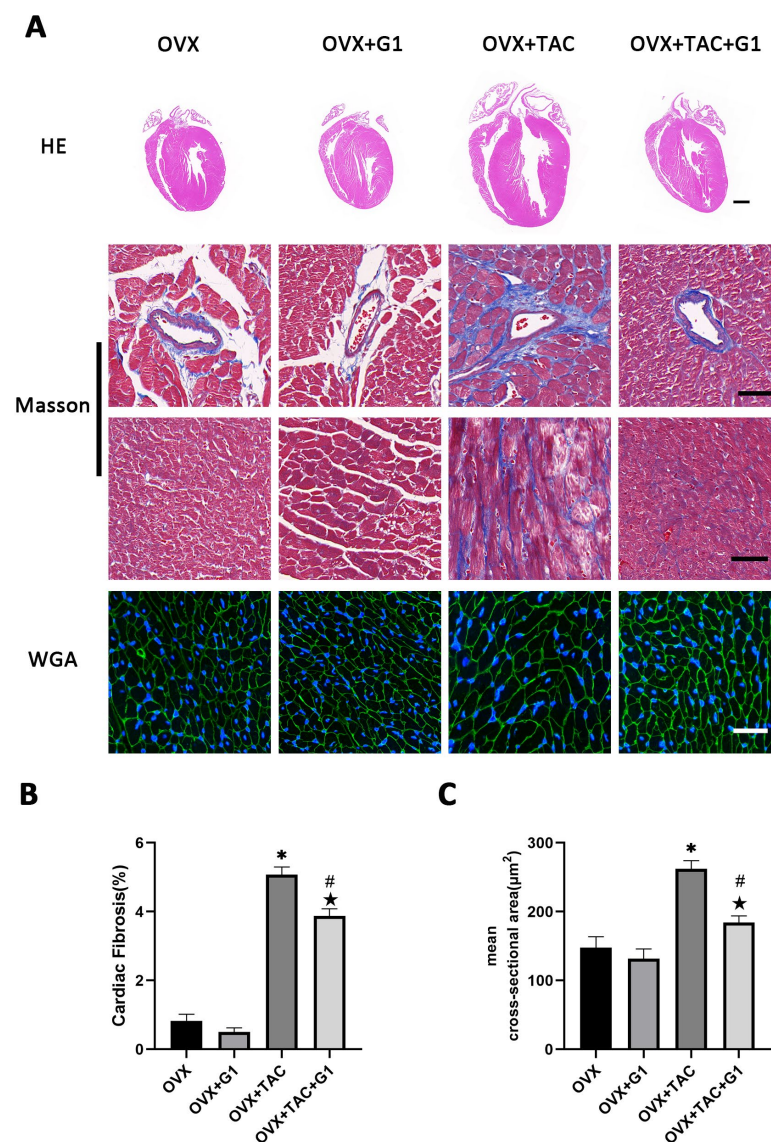 A
OVX OVX+G1 OVX+TAC OVX+TAC+G1
HE
Masson
WGA
B
Cardiac Fibrosis(%)
6
4
2
0
*
#
★
OVX
OVX+G1
OVX+TAC
OVX+TAC+G1
C
mean
cross-sectional area(μm²)
300
200
100
0
*
#
★
OVX
OVX+G1
OVX+TAC
OVX+TAC+G1